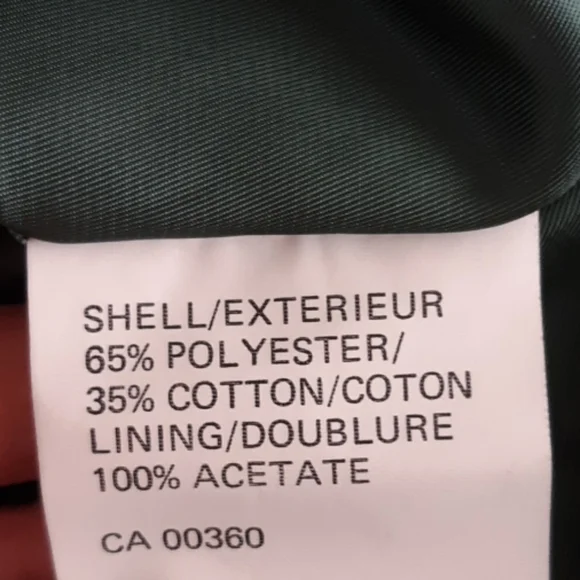 SHELL/EXTERIEUR
65% POLYESTER/
35% COTTON/COTON
LINING/DOUBLURE
100% ACETATE
CA 00360